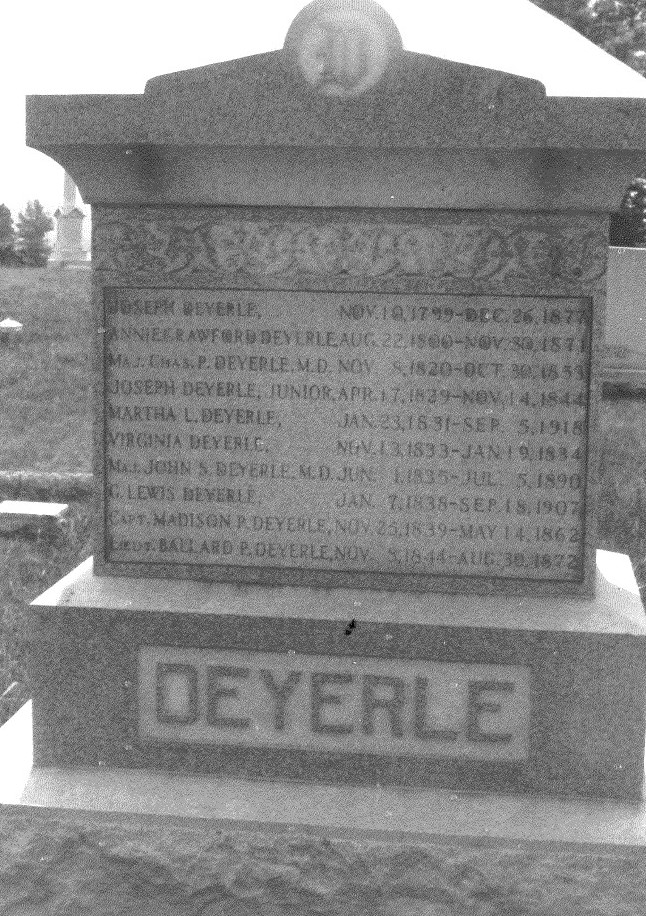 JOSEPH DEYERLE, NOV. 10, 1799-DEC. 26, 1877
ANNIE CRAWFORD DEYERLE, AUG. 22, 1800-NOV. 30, 1871
MAJ. CHAS. P. DEYERLE, M.D. NOV. 8, 1820-OCT. 30, 1853
JOSEPH DEYERLE, JUNIOR, APR. 17, 1829-NOV. 14, 1844
MARTHA L. DEYERLE, JAN. 23, 1831-SEP. 5, 1918
VIRGINIA DEYERLE, NOV. 13, 1833-JAN 19, 1834
MAJ. JOHN S. DEYERLE, M.D. JUN. 1, 1835-JUL. 5, 1890
LEWIS DEYERLE, JAN. 7, 1838-SEP. 18, 1907
CAPT. MADISON P. DEYERLE, NOV. 25, 1839-MAY 14, 1862
LIEUT. BALLARD P. DEYERLE, NOV. 8, 1844-AUG. 30, 1872
DEYERLE